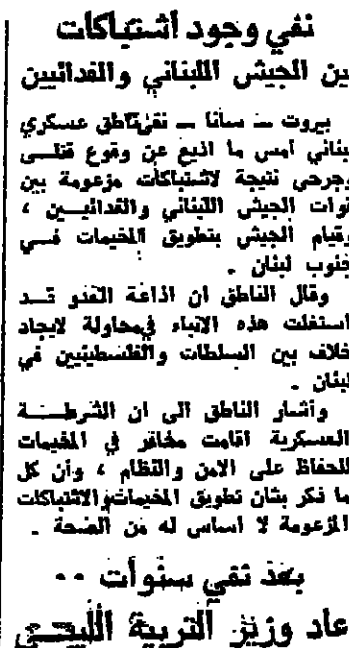 نفي وجود اشتباكات
بين الجيش اللبناني والفدائيين
بيروت — سانا — نفى ناطق عسكري
لبناني امس ما اذيع عن وقوع قتلى
وجرحى نتيجة لاشتباكات مزعومة بين
قوات الجيش اللبناني والفدائيين ،
وقيام الجيش بتطويق المخيمات في
جنوب لبنان .
وقال الناطق ان اذاعة العدو قد
استغلت هذه الانباء في محاولة لايجاد
خلاف بين السلطات والفلسطينيين في
لبنان .
وأشار الناطق الى ان الشرطة
العسكرية اقامت مخافر في المخيمات
للحفاظ على الامن والنظام ، وأن كل
ما ذكر بشأن تطويق المخيمات والاشتباكات
المزعومة لا اساس له من الصحة .
بعد نفي سنوات ..
عاد وزير التربية الليبي